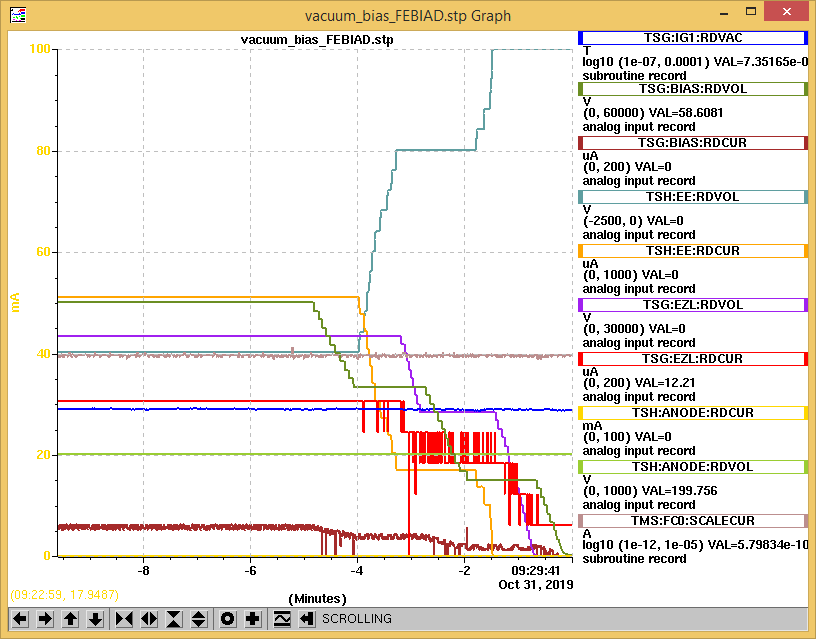 vacuum_bias_FEBIAD.stp Graph
vacuum_bias_FEBIAD.stp
100
80
60
mA
40
20
0
-8
-6
-4
-2
09:29:41
Oct 31, 2019
(Minutes)
(09:22:59, 17.9487)
SCROLLING
TSG:IG1:RDVAC
T
log10 (1e-07, 0.0001) VAL=7.35165e-0
subroutine record
TSG:BIAS:RDVOL
V
(0, 60000) VAL=58.6081
analog input record
TSG:BIAS:RDCUR
uA
(0, 200) VAL=0
analog input record
TSH:EE:RDVOL
V
(-2500, 0) VAL=0
analog input record
TSH:EE:RDCUR
uA
(0, 1000) VAL=0
analog input record
TSG:EZL:RDVOL
V
(0, 30000) VAL=0
analog input record
TSG:EZL:RDCUR
uA
(0, 200) VAL=12.21
analog input record
TSH:ANODE:RDCUR
mA
(0, 100) VAL=0
analog input record
TSH:ANODE:RDVOL
V
(0, 1000) VAL=199.756
analog input record
TMS:FC0:SCALECUR
A
log10 (1e-12, 1e-05) VAL=5.79834e-10
subroutine record